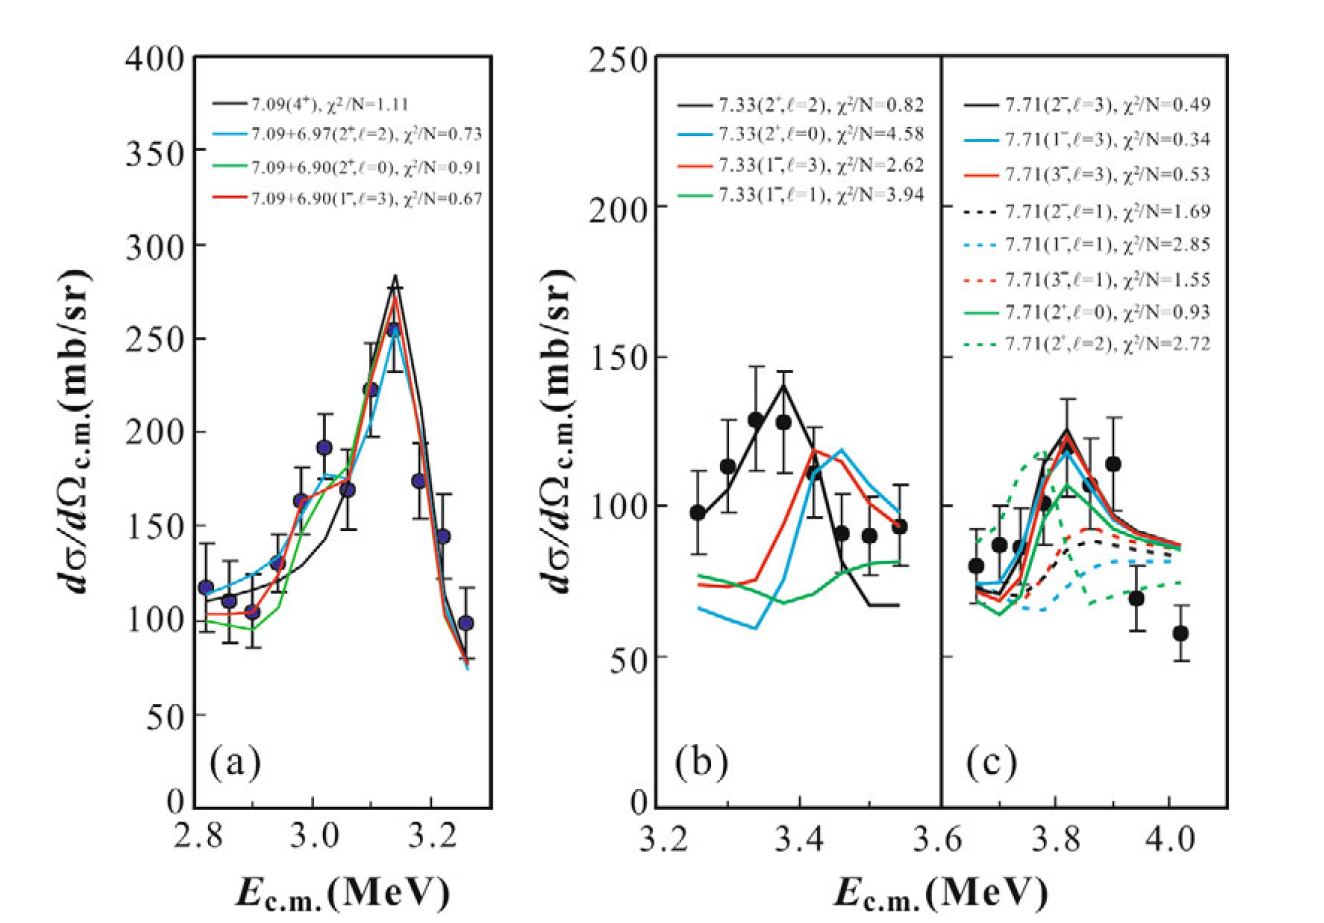 400
350
300
250
200
150
100
50
0
dσ/dΩc.m.(mb/sr)
7.09(4⁺), χ²/N=1.11
7.09+6.97(2⁺,ℓ=2), χ²/N=0.73
7.09+6.90(2⁺,ℓ=0), χ²/N=0.91
7.09+6.90(1⁻,ℓ=3), χ²/N=0.67
(a)
2.8 3.0 3.2
Ec.m.(MeV)
250
200
150
100
50
0
dσ/dΩc.m.(mb/sr)
7.33(2⁺,ℓ=2), χ²/N=0.82
7.33(2⁺,ℓ=0), χ²/N=4.58
7.33(1⁻,ℓ=3), χ²/N=2.62
7.33(1⁻,ℓ=1), χ²/N=3.94
(b)
7.71(2⁻,ℓ=3), χ²/N=0.49
7.71(1⁻,ℓ=3), χ²/N=0.34
7.71(3⁻,ℓ=3), χ²/N=0.53
7.71(2⁻,ℓ=1), χ²/N=1.69
7.71(1⁻,ℓ=1), χ²/N=2.85
7.71(3⁻,ℓ=1), χ²/N=1.55
7.71(2⁺,ℓ=0), χ²/N=0.93
7.71(2⁺,ℓ=2), χ²/N=2.72
(c)
3.2 3.4 3.6 3.8 4.0
Ec.m.(MeV)